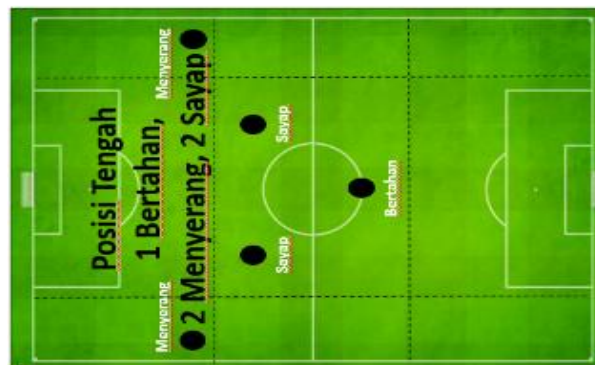 Posisi Tengah
1 Bertahan,
2 Menyerang, 2 Sayap
Menyerang
Menyerang
Sayap
Sayap
Bertahan